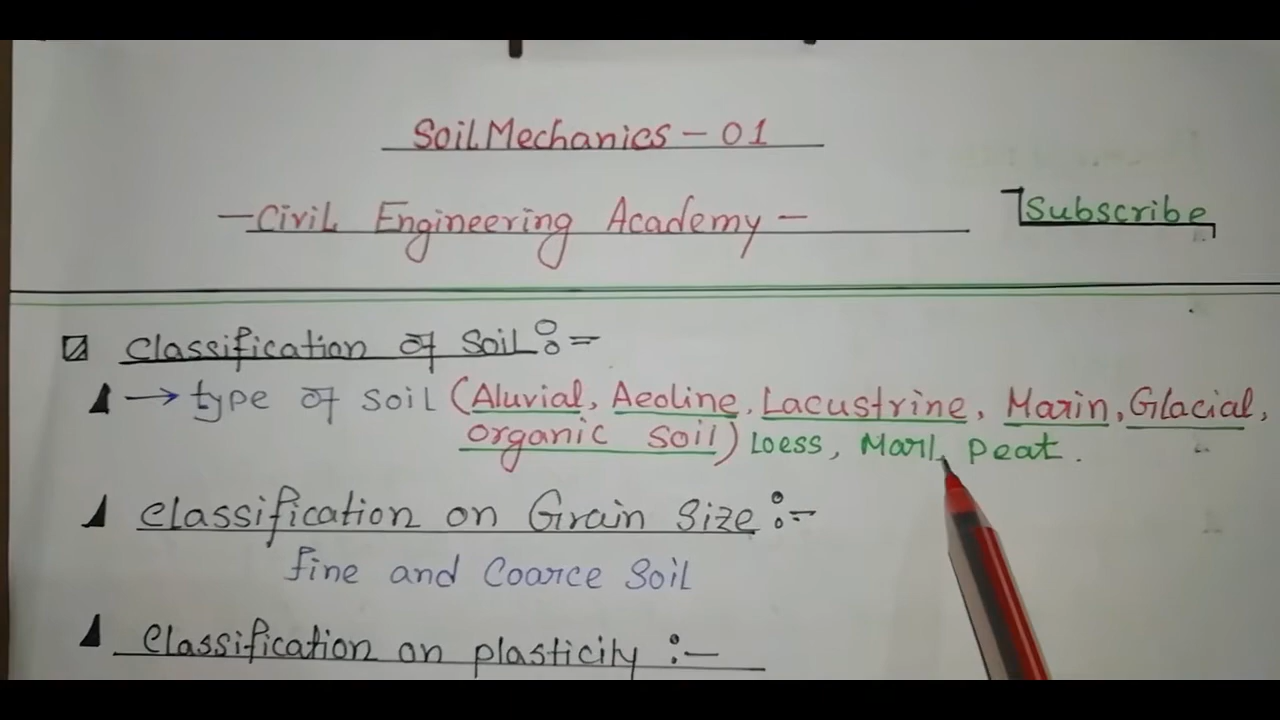 Soil Mechanics - 01
- Civil Engineering Academy -
Subscribe
Classification of Soil :-
→ type of soil (Aluvial, Aeoline, Lacustrine, Marin, Glacial,
organic soil) Loess, Marl, Peat.
Classification on Grain Size :-
fine and Coarce Soil
Classification on plasticity :-